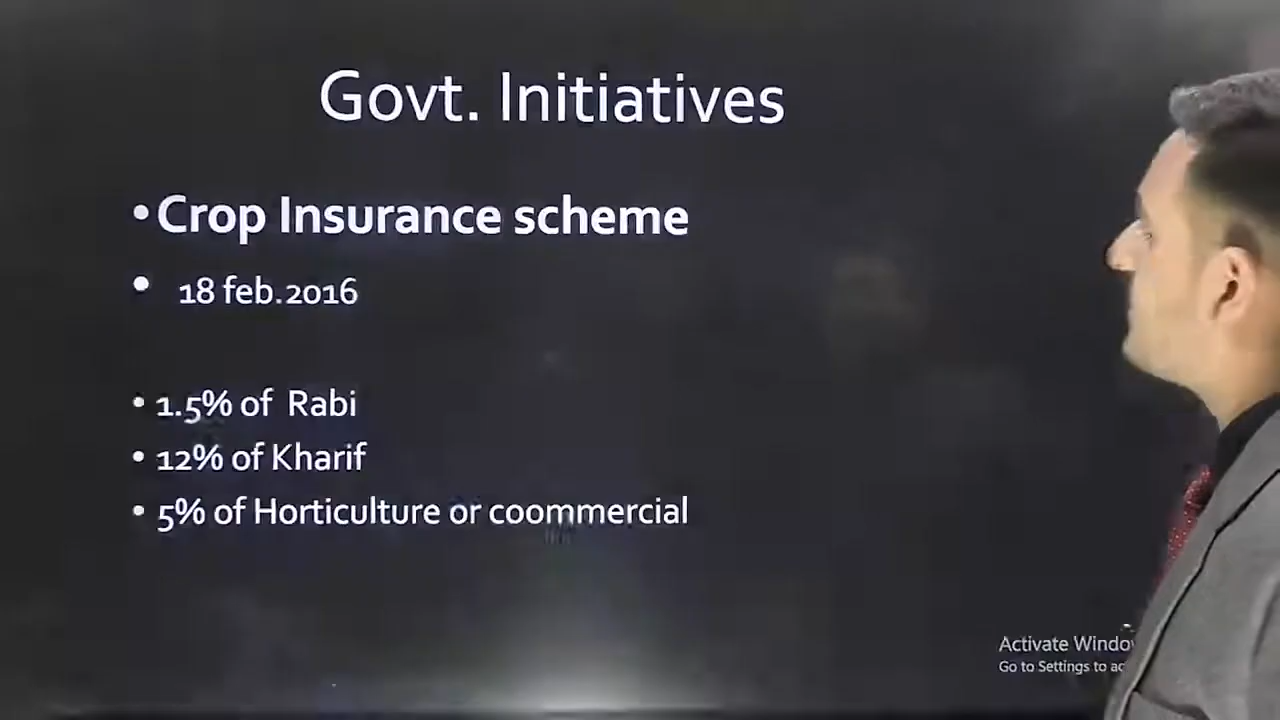 Govt. Initiatives
• Crop Insurance scheme
• 18 feb.2016
• 1.5% of Rabi
• 12% of Kharif
• 5% of Horticulture or coommercial
Activate Windo
Go to Settings to ac